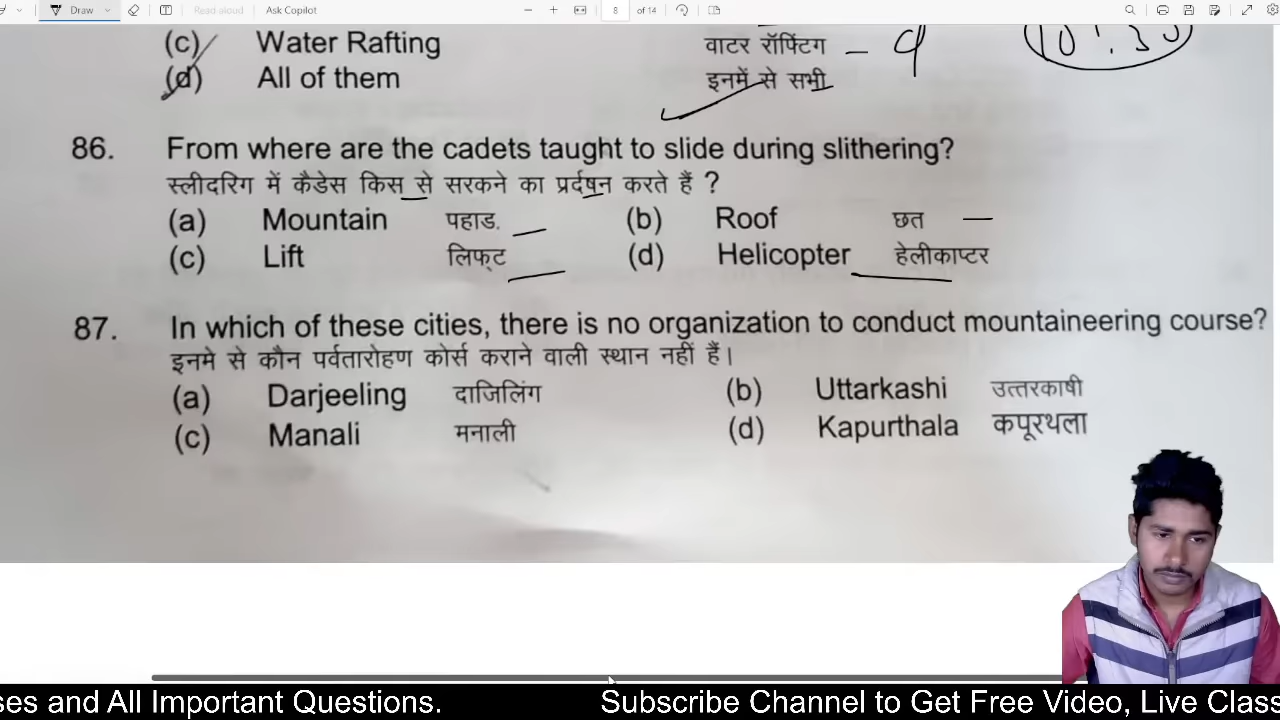 Draw
Read aloud
Ask Copilot
8 of 14
(c) Water Rafting वाटर रॉफ्टिंग – 9 10:30
(d) All of them इनमें से सभी
86. From where are the cadets taught to slide during slithering?
स्लीदरिग में कैडेस किस से सरकने का प्रर्दषन करते हैं ?
(a) Mountain पहाड. (b) Roof छत
(c) Lift लिफ्ट (d) Helicopter हेलीकाप्टर
87. In which of these cities, there is no organization to conduct mountaineering course?
इनमे से कौन पर्वतारोहण कोर्स कराने वाली स्थान नहीं हैं।
(a) Darjeeling दाजिलिंग (b) Uttarkashi उत्तरकाषी
(c) Manali मनाली (d) Kapurthala कपूरथला
ses and All Important Questions. Subscribe Channel to Get Free Video, Live Class